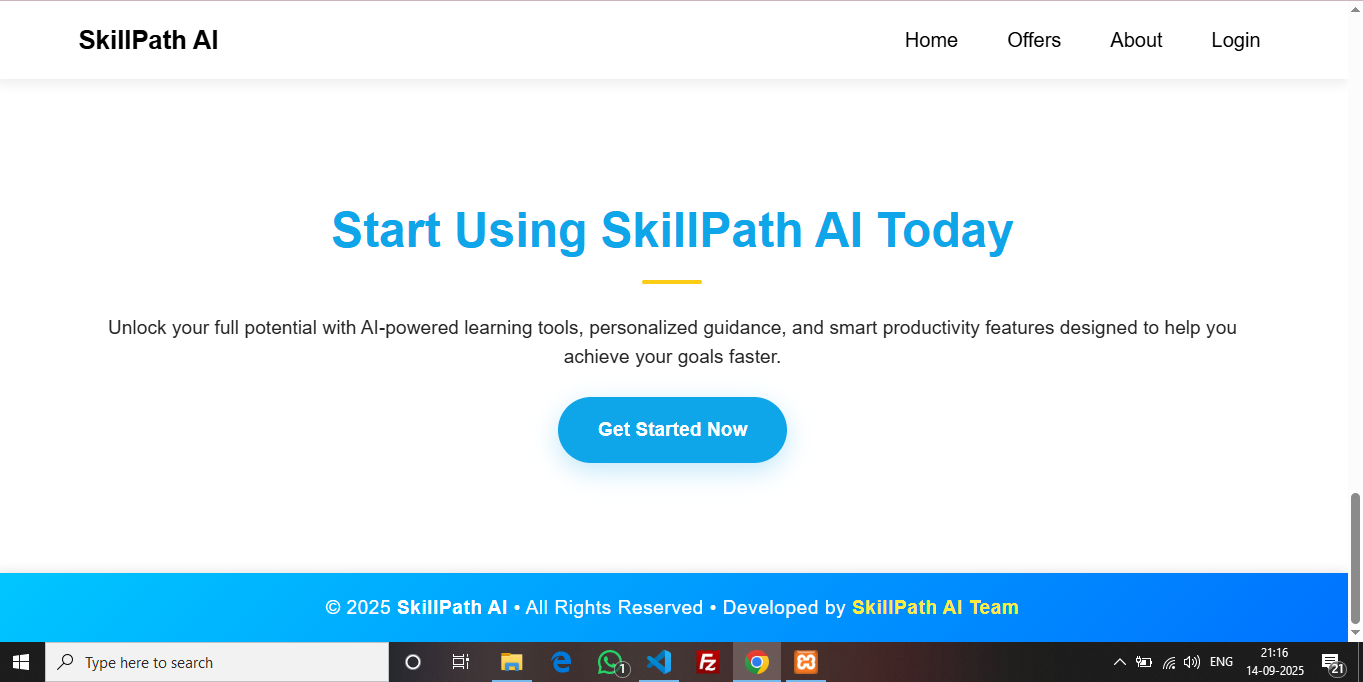 SkillPath AI
Home Offers About Login
Start Using SkillPath AI Today
Unlock your full potential with AI-powered learning tools, personalized guidance, and smart productivity features designed to help you
achieve your goals faster.
Get Started Now
© 2025 SkillPath AI • All Rights Reserved • Developed by SkillPath AI Team
Type here to search
1
Fz
ENG
21:16
14-09-2025
21